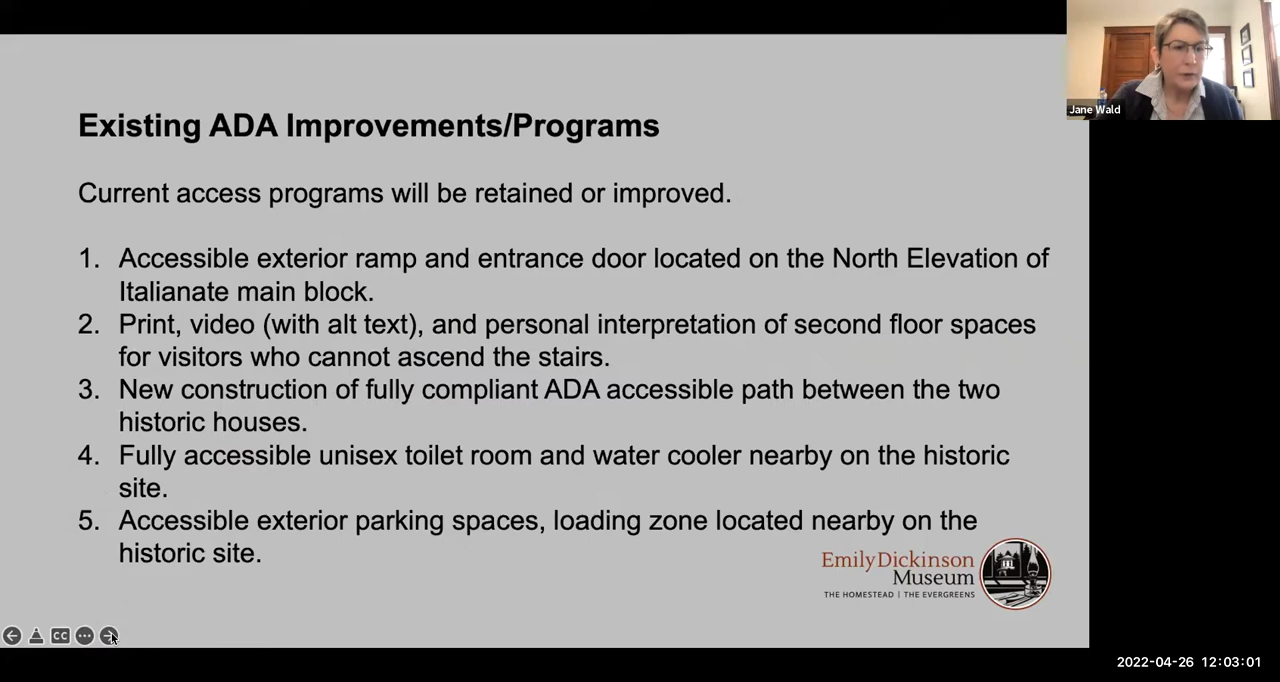 Jane Wald
Existing ADA Improvements/Programs
Current access programs will be retained or improved.
1. Accessible exterior ramp and entrance door located on the North Elevation of
Italianate main block.
2. Print, video (with alt text), and personal interpretation of second floor spaces
for visitors who cannot ascend the stairs.
3. New construction of fully compliant ADA accessible path between the two
historic houses.
4. Fully accessible unisex toilet room and water cooler nearby on the historic
site.
5. Accessible exterior parking spaces, loading zone located nearby on the
historic site.
EmilyDickinson
Museum
THE HOMESTEAD | THE EVERGREENS
CC
2022-04-26 12:03:01